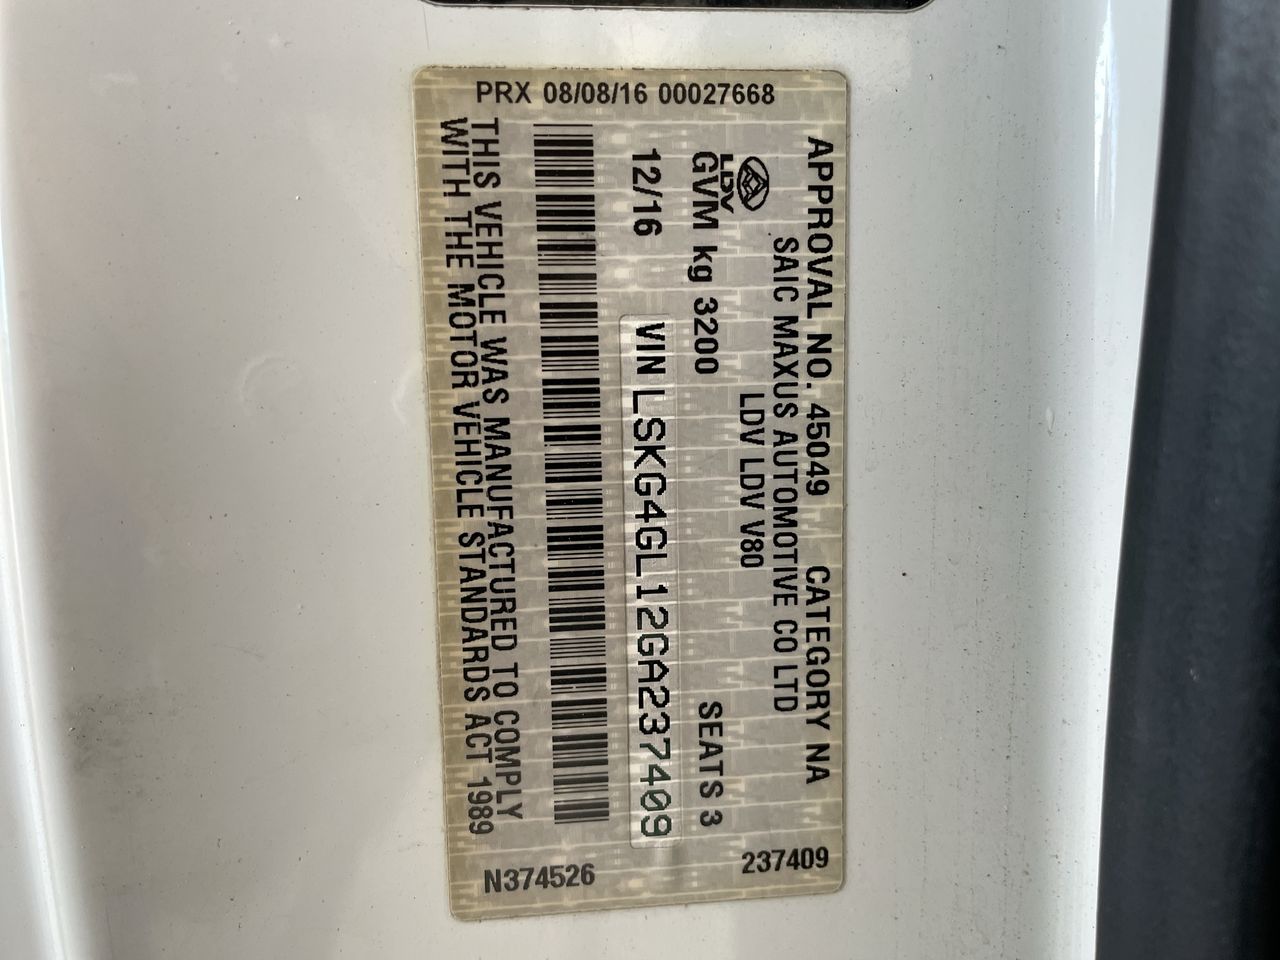 PRX 08/08/16 00027668
APPROVAL NO. 45049 CATEGORY NA
SAIC MAXUS AUTOMOTIVE CO LTD
LDV
LDV LDV V80
GVM kg 3200 SEATS 3
12/16 VIN LSKG4GL12GA237409
THIS VEHICLE WAS MANUFACTURED TO COMPLY
WITH THE MOTOR VEHICLE STANDARDS ACT 1989
N374526
237409